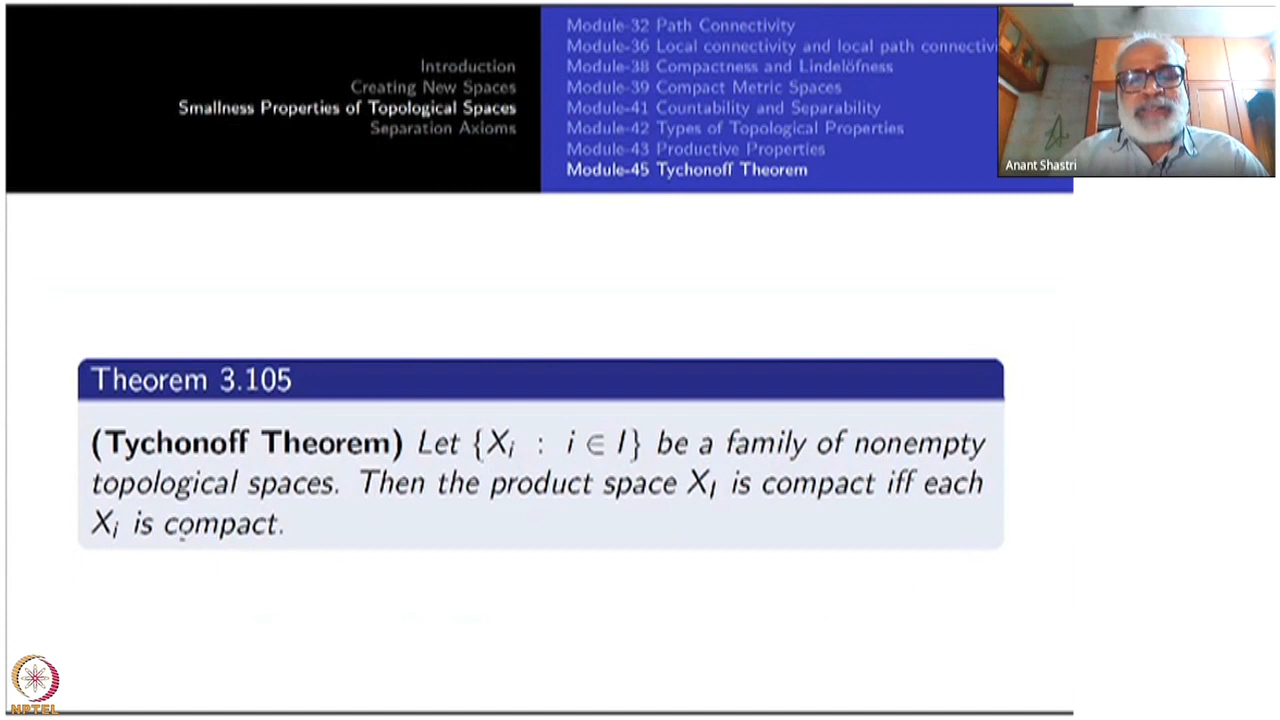 Introduction
Creating New Spaces
Smallness Properties of Topological Spaces
Separation Axioms
Module-32 Path Connectivity
Module-36 Local connectivity and local path connectiv
Module-38 Compactness and Lindelöfness
Module-39 Compact Metric Spaces
Module-41 Countability and Separability
Module-42 Types of Topological Properties
Module-43 Productive Properties
Module-45 Tychonoff Theorem
Anant Shastri
Theorem 3.105
(Tychonoff Theorem) Let {X_i : i ∈ I} be a family of nonempty
topological spaces. Then the product space X_I is compact iff each
X_i is compact.
NPTEL